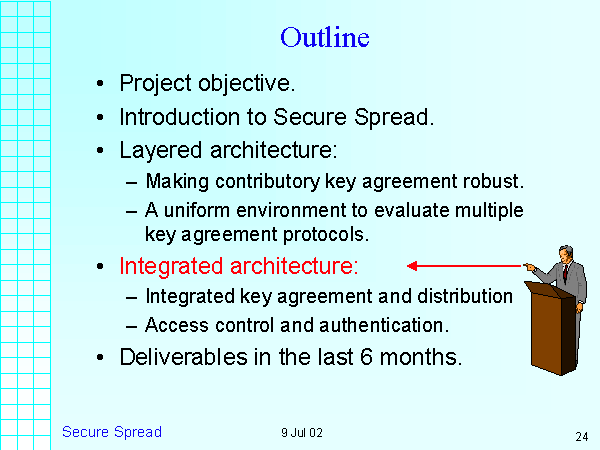 Outline
• Project objective.
• Introduction to Secure Spread.
• Layered architecture:
– Making contributory key agreement robust.
– A uniform environment to evaluate multiple
key agreement protocols.
• Integrated architecture:
– Integrated key agreement and distribution
– Access control and authentication.
• Deliverables in the last 6 months.
Secure Spread
9 Jul 02
24